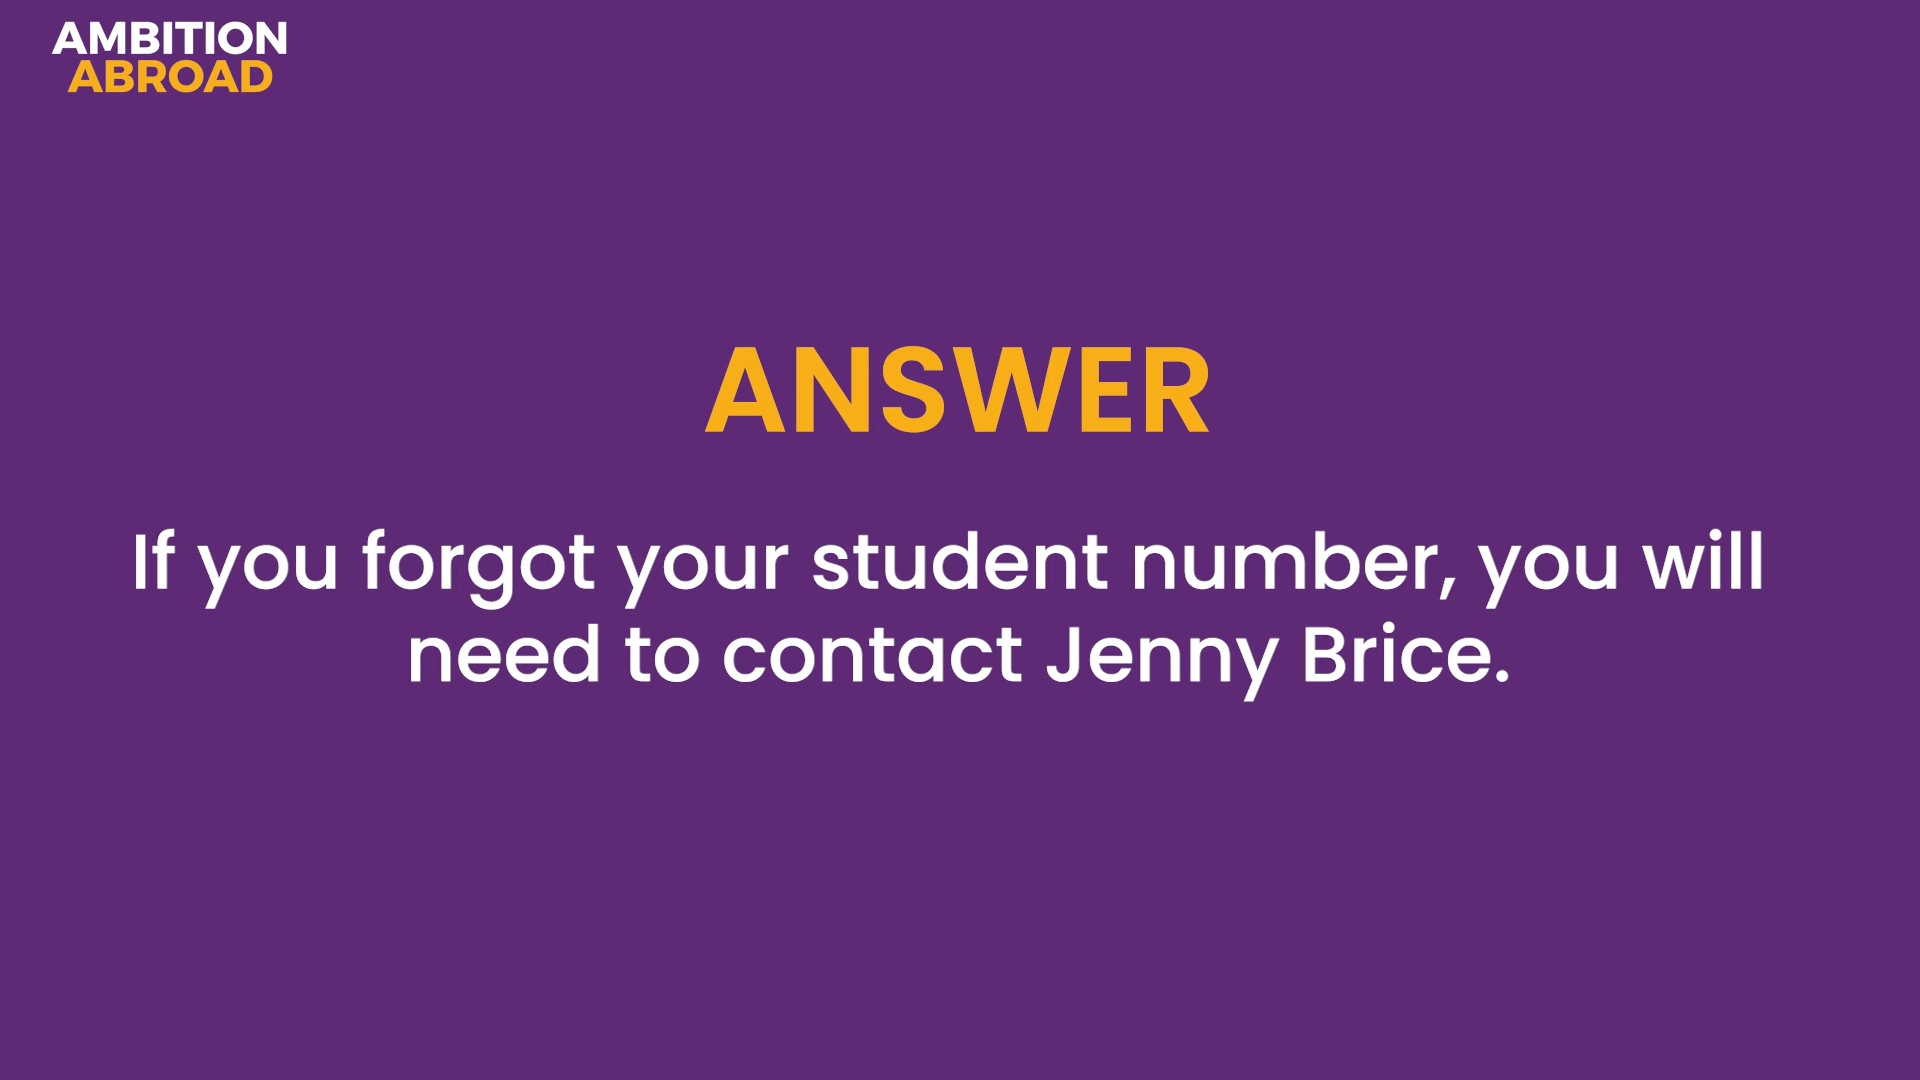 AMBITION
ABROAD
ANSWER
If you forgot your student number, you will
need to contact Jenny Brice.